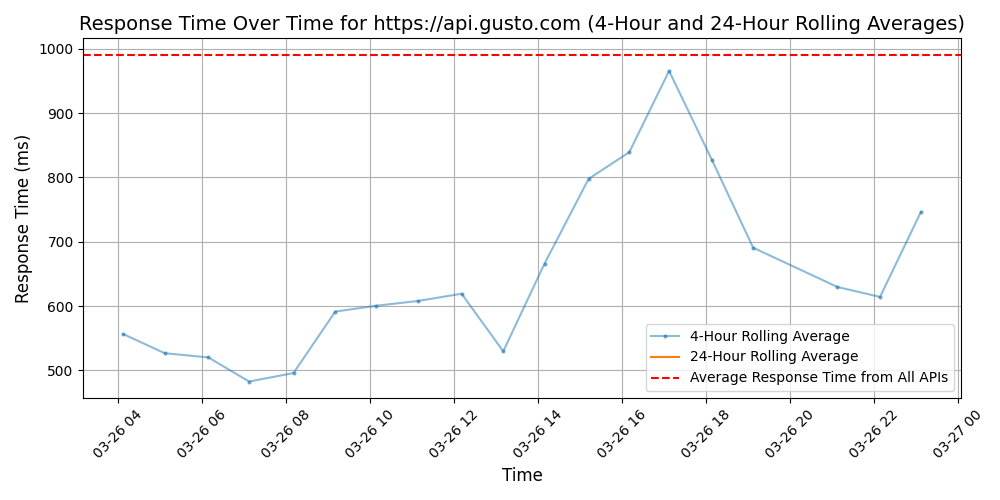 Response Time Over Time for https://api.gusto.com (4-Hour and 24-Hour Rolling Averages)
Response Time (ms)
1000
900
800
700
600
500
4-Hour Rolling Average
24-Hour Rolling Average
Average Response Time from All APIs
03-26 04
03-26 06
03-26 08
03-26 10
03-26 12
03-26 14
03-26 16
03-26 18
03-26 20
03-26 22
03-27 00
Time